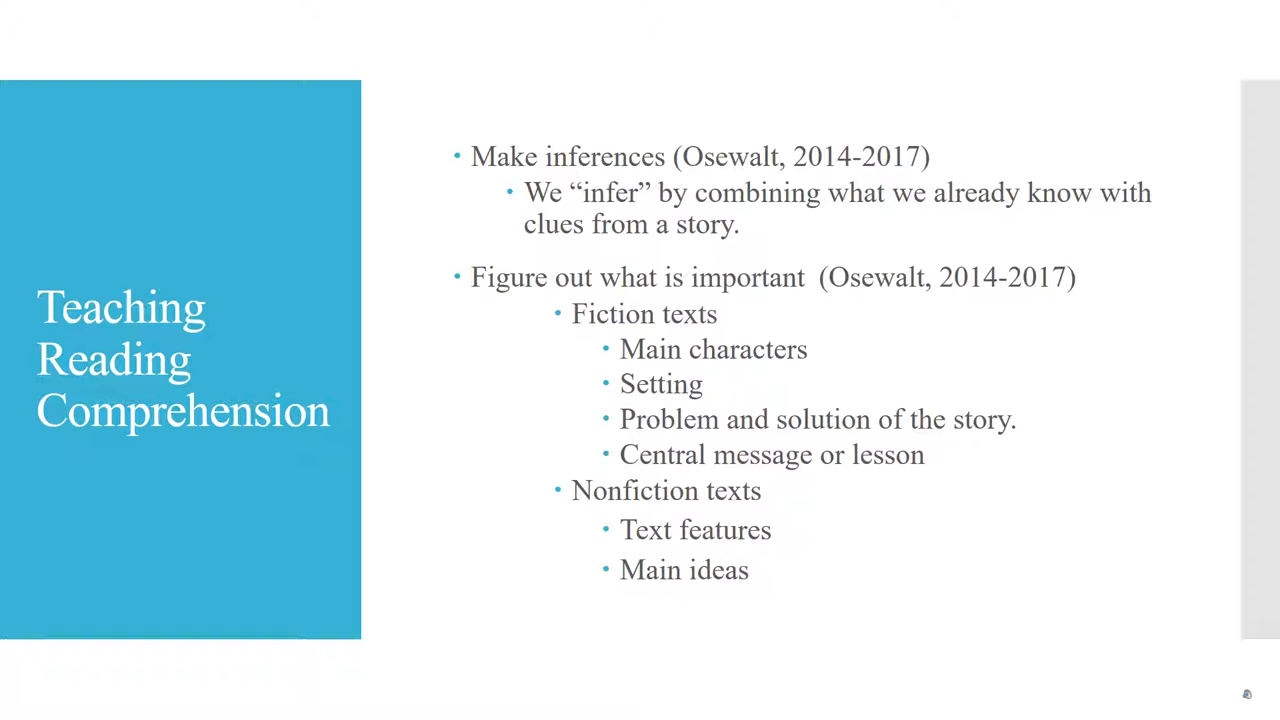 Teaching
Reading
Comprehension
• Make inferences (Osewalt, 2014-2017)
• We “infer” by combining what we already know with
clues from a story.
• Figure out what is important  (Osewalt, 2014-2017)
• Fiction texts
• Main characters
• Setting
• Problem and solution of the story.
• Central message or lesson
• Nonfiction texts
• Text features
• Main ideas